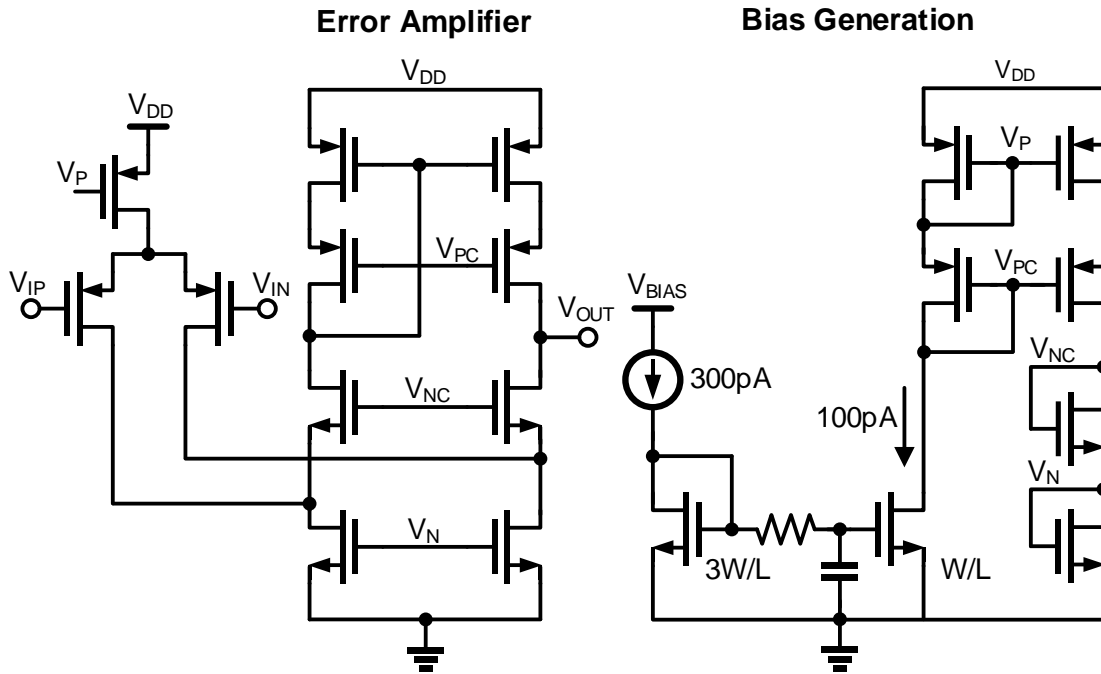 Error Amplifier
Bias Generation
VDD
VDD
VDD
VP
VP
VPC
VPC
VIP
VIN
VOUT
VBIAS
300pA
VNC
VNC
100pA
VN
VN
3W/L
W/L